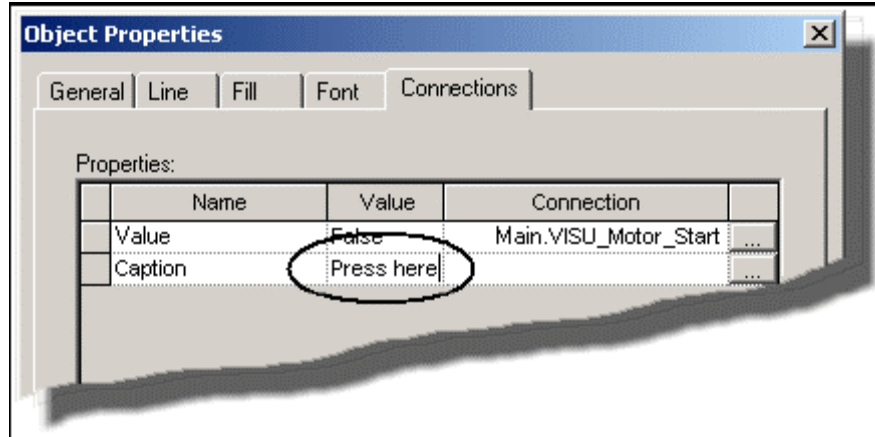 Object Properties
General Line Fill Font Connections
Properties:
Name Value Connection
Value False Main.VISU_Motor_Start ...
Caption Press here ...